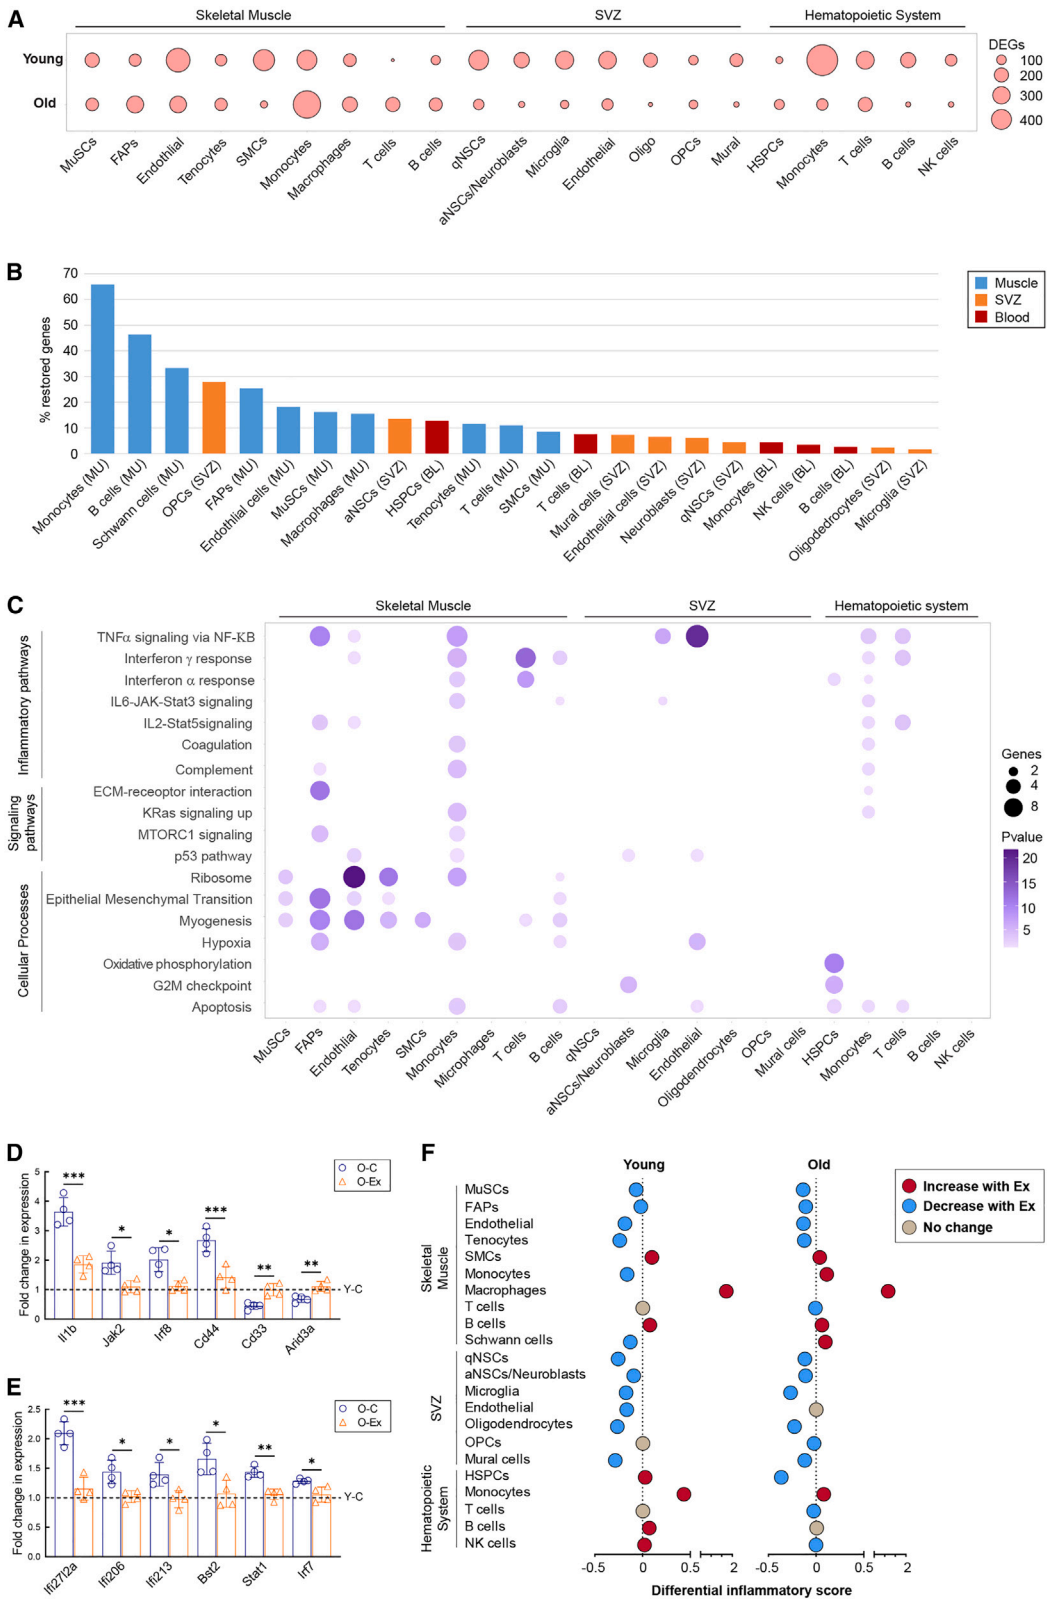 A
Skeletal Muscle
SVZ
Hematopoietic System
Young
Old
DEGs
100
200
300
400
MuSCs
FAPs
Endothlial
Tenocytes
SMCs
Monocytes
Macrophages
T cells
B cells
qNSCs
aNSCs/Neuroblasts
Microglia
Endothelial
Oligo
OPCs
Mural
HSPCs
Monocytes
T cells
B cells
NK cells
B
% restored genes
70
60
50
40
30
20
10
0
Muscle
SVZ
Blood
Monocytes (MU)
B cells (MU)
Schwann cells (MU)
OPCs (SVZ)
FAPs (MU)
Endothlial cells (MU)
MuSCs (MU)
Macrophages (MU)
aNSCs (SVZ)
HSPCs (BL)
Tenocytes (MU)
T cells (MU)
SMCs (MU)
T cells (BL)
Mural cells (SVZ)
Endothelial cells (SVZ)
Neuroblasts (SVZ)
qNSCs (SVZ)
Monocytes (BL)
NK cells (BL)
B cells (BL)
Oligodedrocytes (SVZ)
Microglia (SVZ)
C
Skeletal Muscle
SVZ
Hematopoietic system
Inflammatory pathways
TNFα signaling via NF-KB
Interferon γ response
Interferon α response
IL6-JAK-Stat3 signaling
IL2-Stat5signaling
Coagulation
Complement
Signaling
pathways
ECM-receoptor interaction
KRas signaling up
MTORC1 signaling
p53 pathway
Cellular Processes
Ribosome
Epithelial Mesenchymal Transition
Myogenesis
Hypoxia
Oxidative phosphorylation
G2M checkpoint
Apoptosis
Genes
2
4
8
Pvalue
20
15
10
5
MuSCs
FAPs
Endothlial
Tenocytes
SMCs
Monocytes
Microphages
T cells
B cells
qNSCs
aNSCs/Neuroblasts
Microglia
Endothelial
Oligodendrocytes
OPCs
Mural cells
HSPCs
Monocytes
T cells
B cells
NK cells
D
Fold change in expression
5
4
3
2
1
0
***
*
*
***
**
**
O-C
O-Ex
Y-C
Il1b
Jak2
Irf8
Cd44
Cd33
Arid3a
E
Fold change in expression
2.5
2.0
1.5
1.0
0.5
0.0
***
*
*
*
**
*
O-C
O-Ex
Y-C
Ifi27l2a
Ifi206
Ifi213
Bst2
Stat1
Irf7
F
Young
Old
Increase with Ex
Decrease with Ex
No change
Skeletal
Muscle
MuSCs
FAPs
Endothelial
Tenocytes
SMCs
Monocytes
Macrophages
T cells
B cells
Schwann cells
SVZ
qNSCs
aNSCs/Neuroblasts
Microglia
Endothelial
Oligodendrocytes
OPCs
Mural cells
Hematopoietic
System
HSPCs
Monocytes
T cells
B cells
NK cells
-0.5 0 0.5 2
-0.5 0 0.5 2
Differential inflammatory score